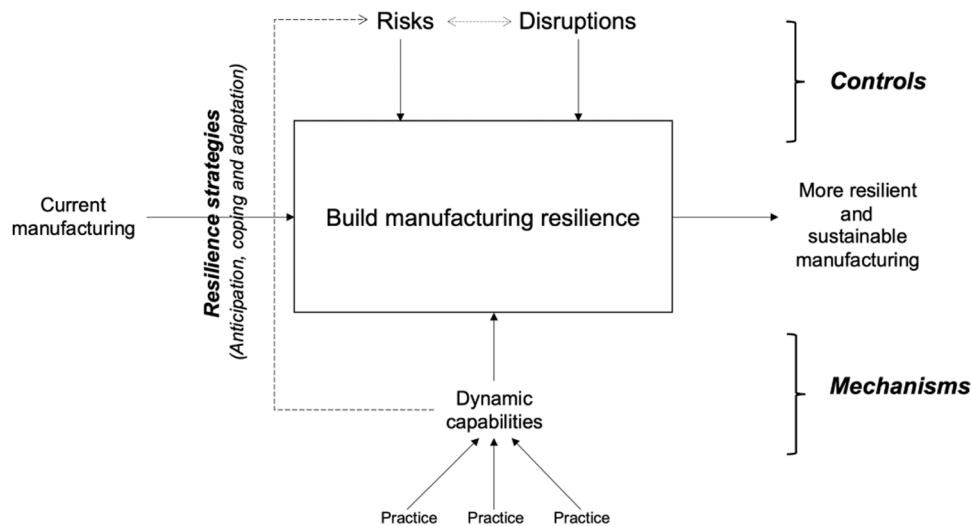 Risks
Disruptions
Controls
Resilience strategies
(Anticipation, coping and adaptation)
Current
manufacturing
Build manufacturing resilience
More resilient
and
sustainable
manufacturing
Mechanisms
Dynamic
capabilities
Practice
Practice
Practice